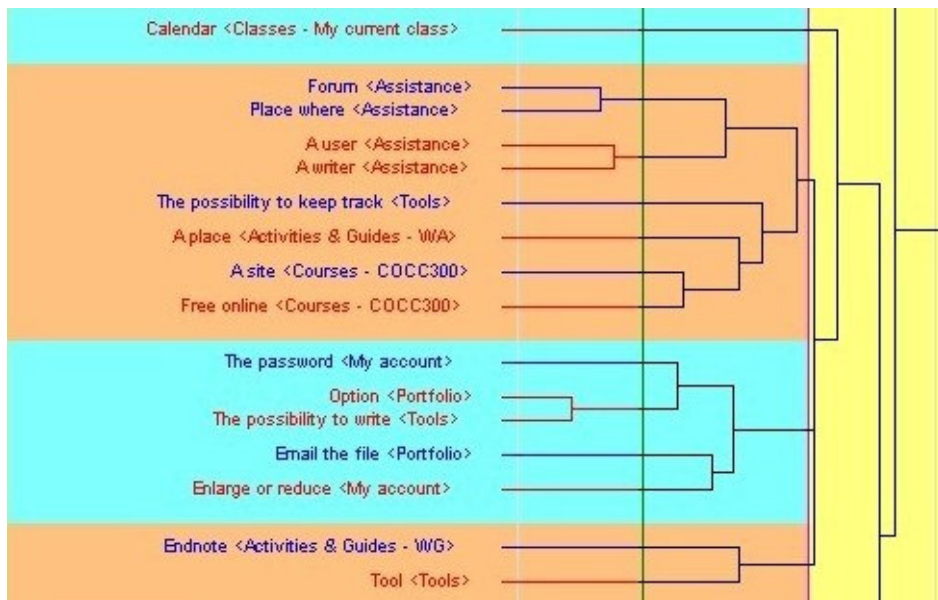 Calendar <Classes - My current class>
Forum <Assistance>
Place where <Assistance>
A user <Assistance>
A writer <Assistance>
The possibility to keep track <Tools>
A place <Activities & Guides - WA>
A site <Courses - COCC300>
Free online <Courses - COCC300>
The password <My account>
Option <Portfolio>
The possibility to write <Tools>
Email the file <Portfolio>
Enlarge or reduce <My account>
Endnote <Activities & Guides - WG>
Tool <Tools>